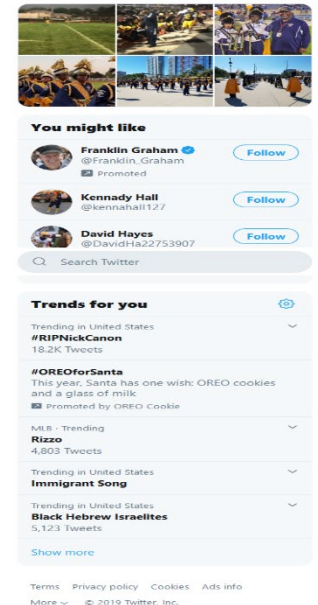 You might like
Franklin Graham
@Franklin_Graham
Promoted
Follow
Kennady Hall
@kennahall127
Follow
David Hayes
@DavidHa22753907
Follow
Search Twitter
Trends for you
Trending in United States
#RIPNickCanon
18.2K Tweets
#OREOforSanta
This year, Santa has one wish: OREO cookies
and a glass of milk
Promoted by OREO Cookie
MLB · Trending
Rizzo
4,803 Tweets
Trending in United States
Immigrant Song
Trending in United States
Black Hebrew Israelites
5,123 Tweets
Show more
Terms Privacy policy Cookies Ads info
More © 2019 Twitter, Inc.